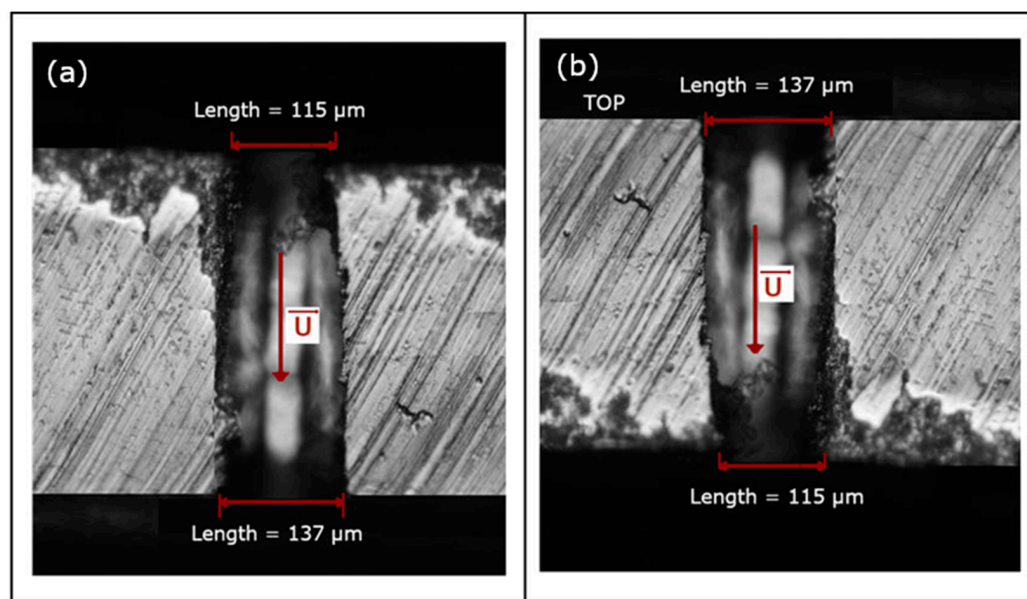 (a)
Length = 115 µm
U
Length = 137 µm
(b)
Length = 137 µm
TOP
U
Length = 115 µm